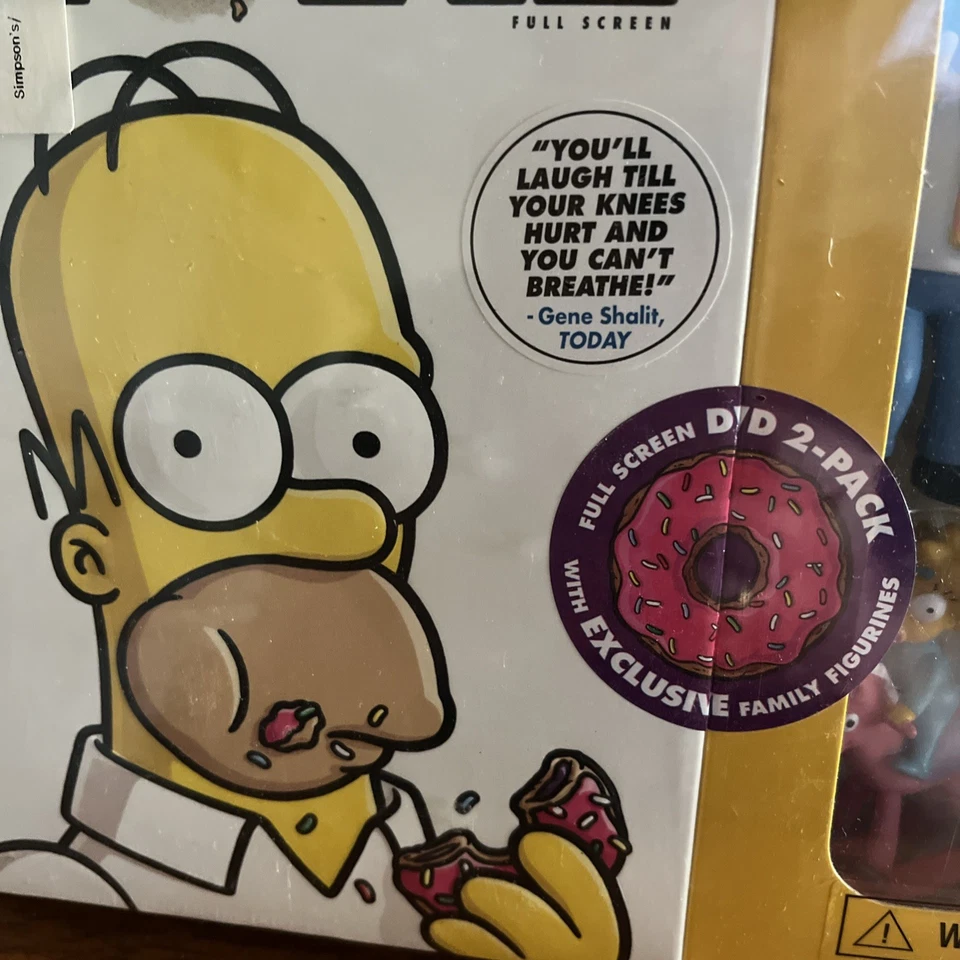 Simpson's/
FULL SCREEN
"YOU'LL
LAUGH TILL
YOUR KNEES
HURT AND
YOU CAN'T
BREATHE!"
- Gene Shalit,
TODAY
FULL SCREEN DVD 2-PACK
WITH EXCLUSIVE FAMILY FIGURINES